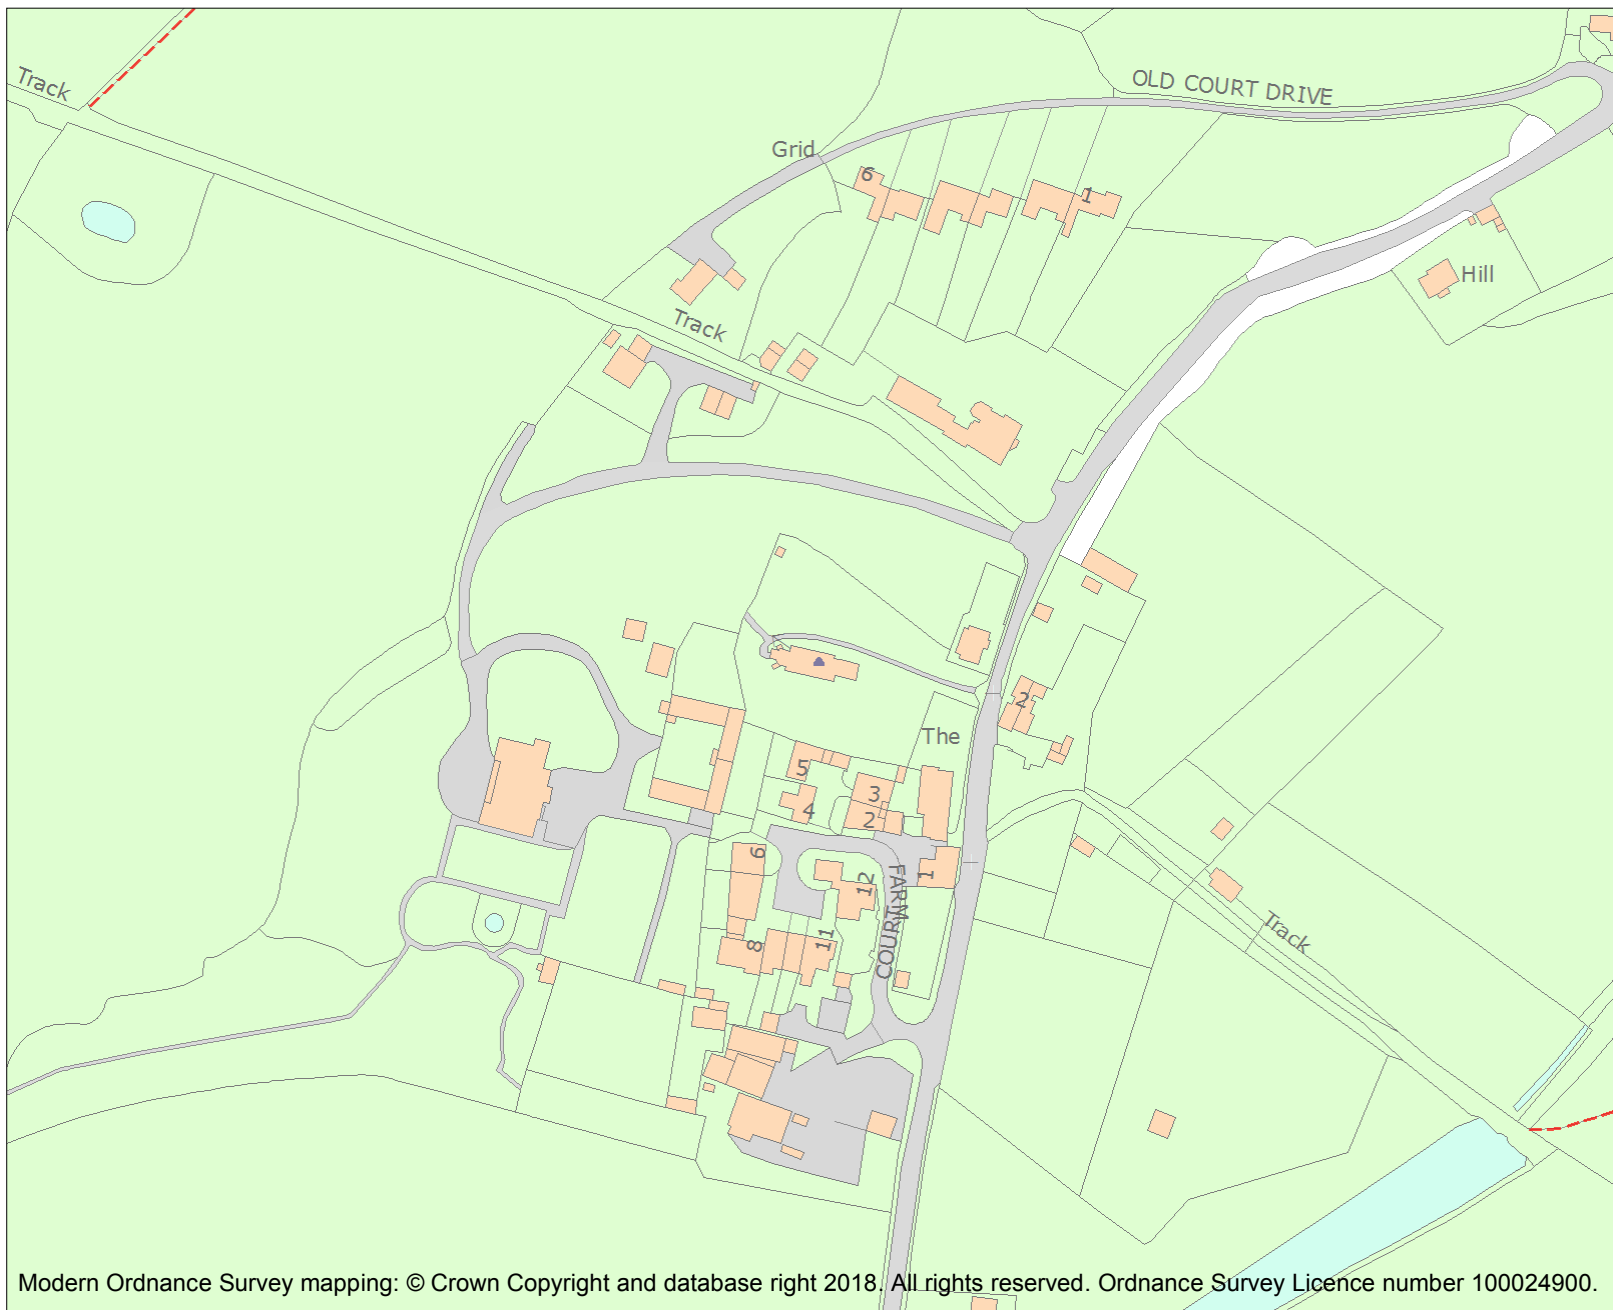 Track
OLD COURT DRIVE
Grid
6
1
Hill
Track
2
The
5
3
4
2
6
12
1
FARM
COURT
11
8
Track
Modern Ordnance Survey mapping: © Crown Copyright and database right 2018. All rights reserved. Ordnance Survey Licence number 100024900.